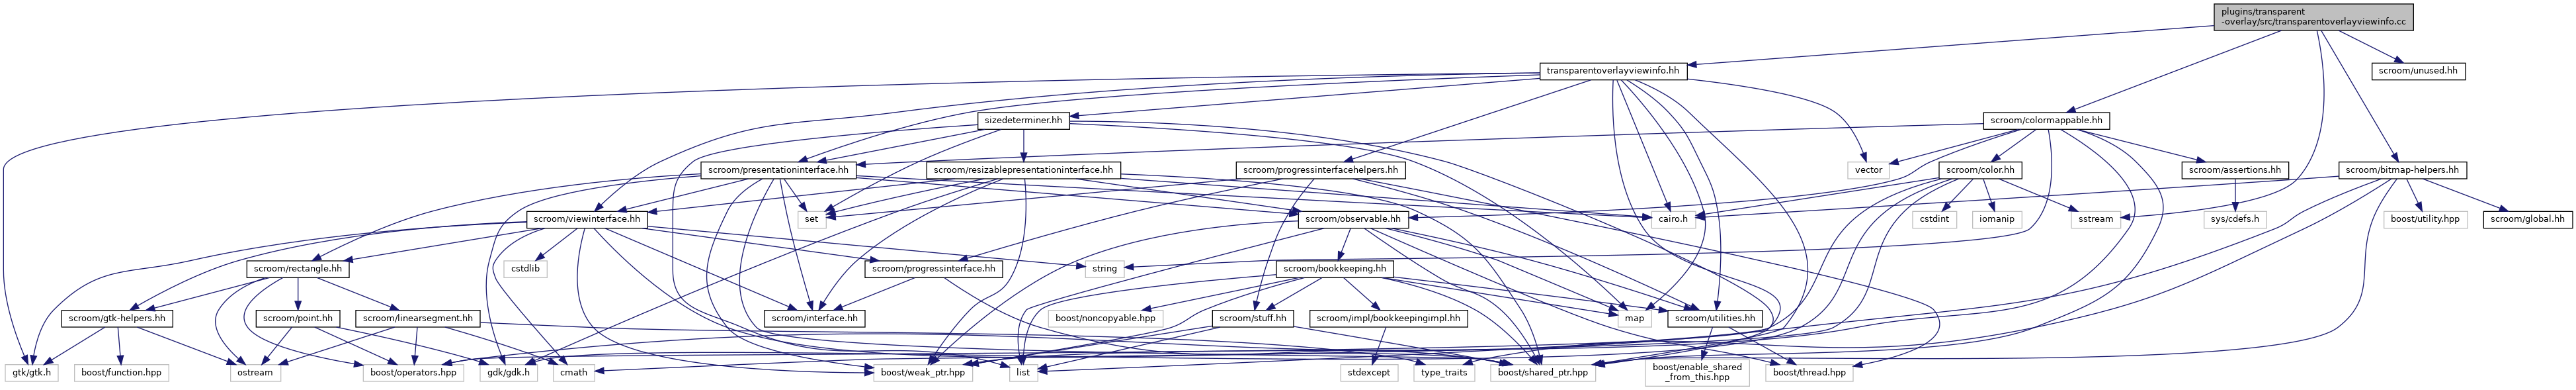 plugins/transparent
-overlay/src/transparentoverlayviewinfo.cc
transparentoverlayviewinfo.hh
scroom/unused.hh
sizedeterminer.hh
scroom/colormappable.hh
scroom/presentationinterface.hh
scroom/resizablepresentationinterface.hh
scroom/progressinterfacehelpers.hh
vector
scroom/color.hh
scroom/assertions.hh
scroom/bitmap-helpers.hh
scroom/viewinterface.hh
set
scroom/observable.hh
cairo.h
cstdint
iomanip
sstream
sys/cdefs.h
boost/utility.hpp
scroom/global.hh
scroom/rectangle.hh
cstdlib
scroom/progressinterface.hh
string
scroom/bookkeeping.hh
scroom/gtk-helpers.hh
scroom/point.hh
scroom/linearsegment.hh
scroom/interface.hh
boost/noncopyable.hpp
scroom/stuff.hh
scroom/impl/bookkeepingimpl.hh
map
scroom/utilities.hh
gtk/gtk.h
boost/function.hpp
ostream
boost/operators.hpp
gdk/gdk.h
cmath
boost/weak_ptr.hpp
list
stdexcept
type_traits
boost/shared_ptr.hpp
boost/enable_shared
_from_this.hpp
boost/thread.hpp